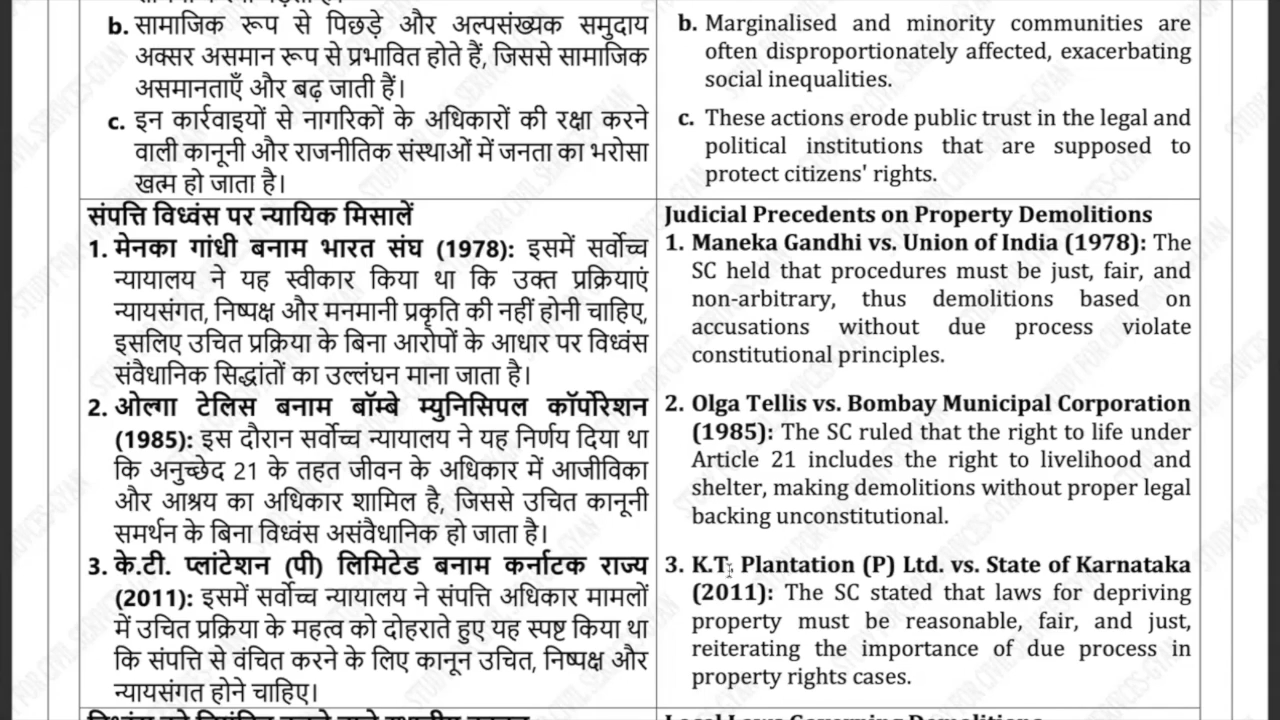 b. सामाजिक रूप से पिछड़े और अल्पसंख्यक समुदाय
अक्सर असमान रूप से प्रभावित होते हैं, जिससे सामाजिक
असमानताएँ और बढ़ जाती हैं।
c. इन कार्रवाइयों से नागरिकों के अधिकारों की रक्षा करने
वाली कानूनी और राजनीतिक संस्थाओं में जनता का भरोसा
खत्म हो जाता है।
b. Marginalised and minority communities are
often disproportionately affected, exacerbating
social inequalities.
c. These actions erode public trust in the legal and
political institutions that are supposed to
protect citizens' rights.
संपत्ति विध्वंस पर न्यायिक मिसालें
1. मेनका गांधी बनाम भारत संघ (1978): इसमें सर्वोच्च
न्यायालय ने यह स्वीकार किया था कि उक्त प्रक्रियाएं
न्यायसंगत, निष्पक्ष और मनमानी प्रकृति की नहीं होनी चाहिए,
इसलिए उचित प्रक्रिया के बिना आरोपों के आधार पर विध्वंस
संवैधानिक सिद्धांतों का उल्लंघन माना जाता है।
2. ओल्गा टेलिस बनाम बॉम्बे म्युनिसिपल कॉर्पोरेशन
(1985): इस दौरान सर्वोच्च न्यायालय ने यह निर्णय दिया था
कि अनुच्छेद 21 के तहत जीवन के अधिकार में आजीविका
और आश्रय का अधिकार शामिल है, जिससे उचित कानूनी
समर्थन के बिना विध्वंस असंवैधानिक हो जाता है।
3. के.टी. प्लांटेशन (पी) लिमिटेड बनाम कर्नाटक राज्य
(2011): इसमें सर्वोच्च न्यायालय ने संपत्ति अधिकार मामलों
में उचित प्रक्रिया के महत्व को दोहराते हुए यह स्पष्ट किया था
कि संपत्ति से वंचित करने के लिए कानून उचित, निष्पक्ष और
न्यायसंगत होने चाहिए।
Judicial Precedents on Property Demolitions
1. Maneka Gandhi vs. Union of India (1978): The
SC held that procedures must be just, fair, and
non-arbitrary, thus demolitions based on
accusations without due process violate
constitutional principles.
2. Olga Tellis vs. Bombay Municipal Corporation
(1985): The SC ruled that the right to life under
Article 21 includes the right to livelihood and
shelter, making demolitions without proper legal
backing unconstitutional.
3. K.T. Plantation (P) Ltd. vs. State of Karnataka
(2011): The SC stated that laws for depriving
property must be reasonable, fair, and just,
reiterating the importance of due process in
property rights cases.
Local Laws Governing Demolitions